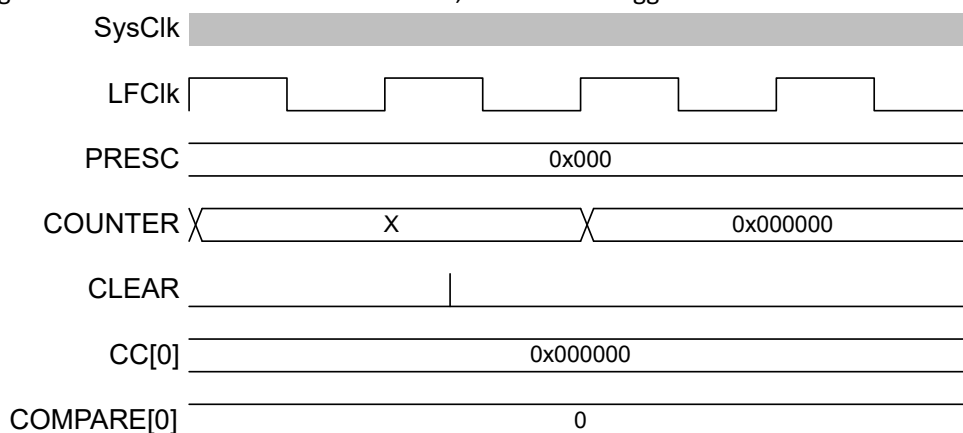 SysClk
LFClk
PRESC 0x000
COUNTER X 0x000000
CLEAR
CC[0] 0x000000
COMPARE[0] 0